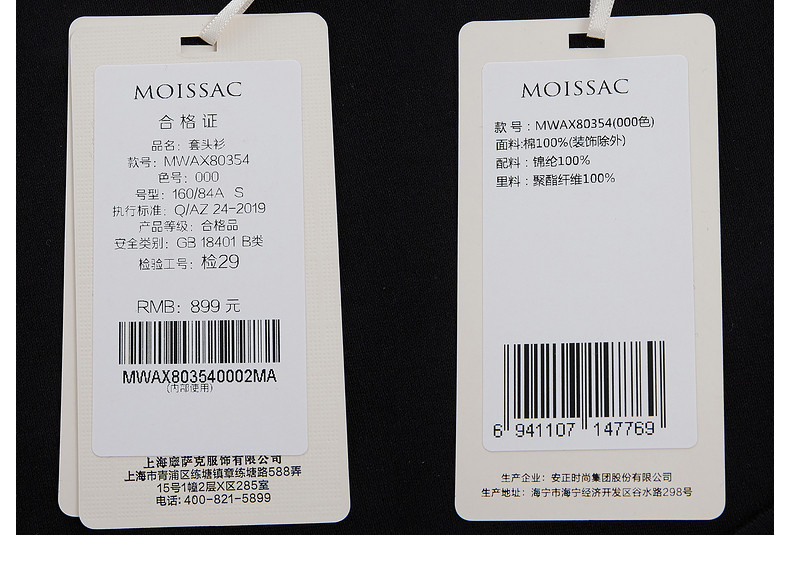 MOISSAC
合格证
品名：套头衫
款号：MWAX80354
色号：000
号型：160/84A S
执行标准：Q/AZ 24-2019
产品等级：合格品
安全类别：GB 18401 B类
检验工号：检29
RMB：899 元
MWAX803540002MA
(内部使用)
上海摩萨克服饰有限公司
上海市青浦区练塘镇章练塘路588弄
15号1幢2层X区285室
电话：400-821-5899
MOISSAC
款号：MWAX80354(000色)
面料:棉100%(装饰除外)
配料：锦纶100%
里料：聚酯纤维100%
6 941107 147769
生产企业：安正时尚集团股份有限公司
生产地址：海宁市海宁经济开发区谷水路298号